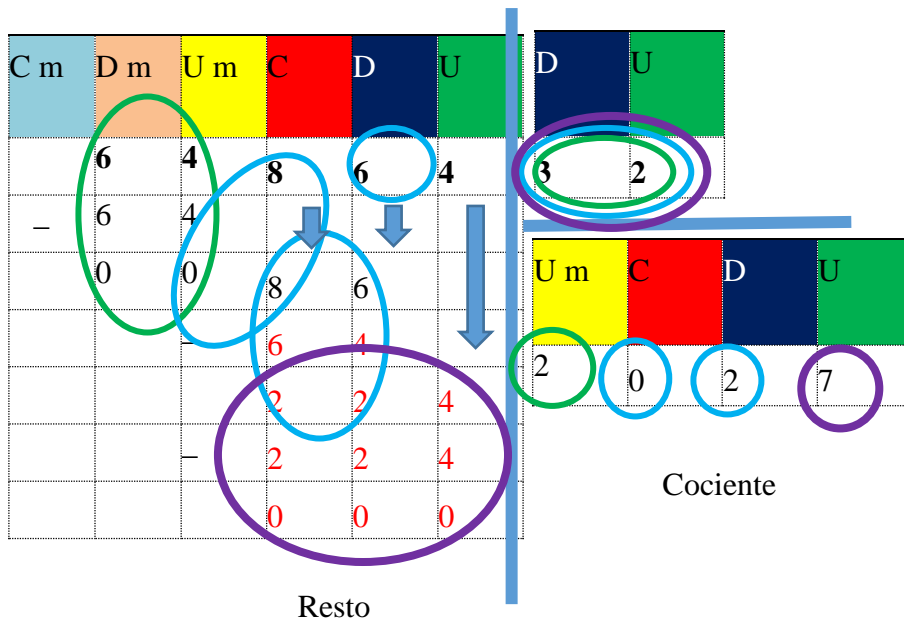 C m D m U m C D U D U
6 4 8 6 4 3 2
– 6 4
0 0 8 6 U m C D U
– 6 4 2 0 2 7
2 2 4
– 2 2 4
Cociente
0 0 0
Resto